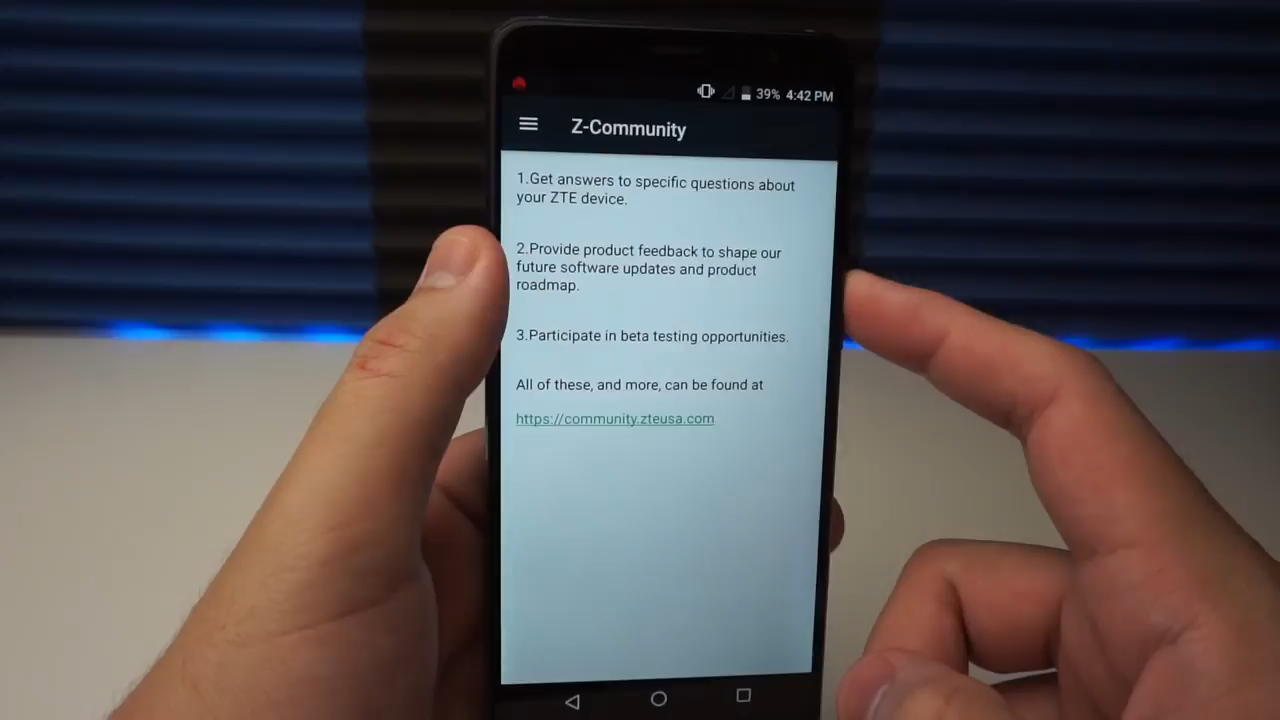 39% 4:42 PM
Z-Community
1.Get answers to specific questions about
your ZTE device.
2.Provide product feedback to shape our
future software updates and product
roadmap.
3.Participate in beta testing opportunities.
All of these, and more, can be found at
https://community.zteusa.com